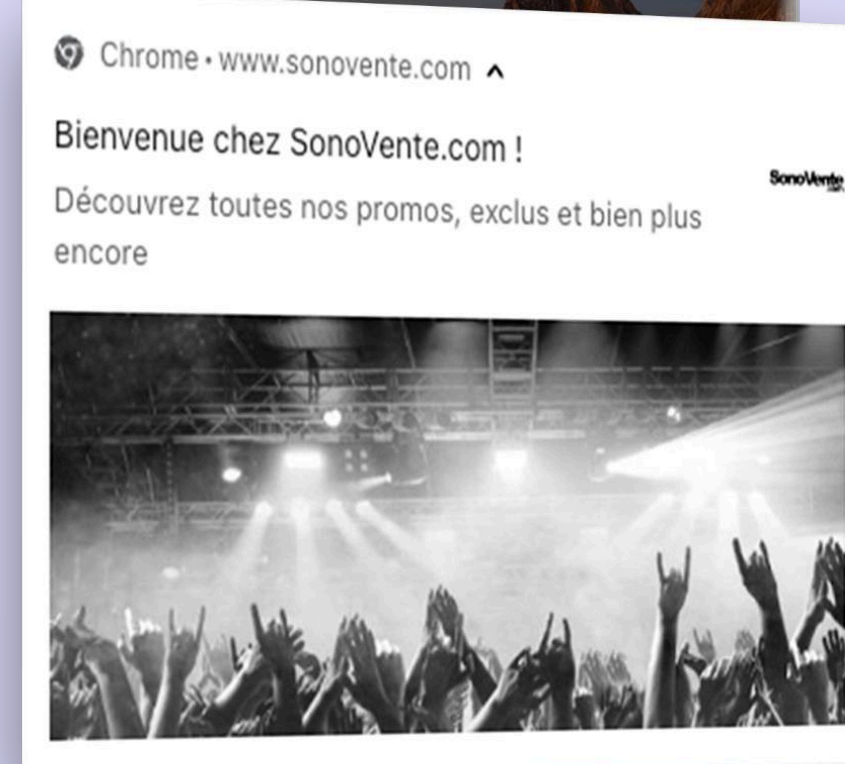 Chrome • www.sonovente.com
Bienvenue chez SonoVente.com !
SonoVente
Découvrez toutes nos promos, exclus et bien plus
encore